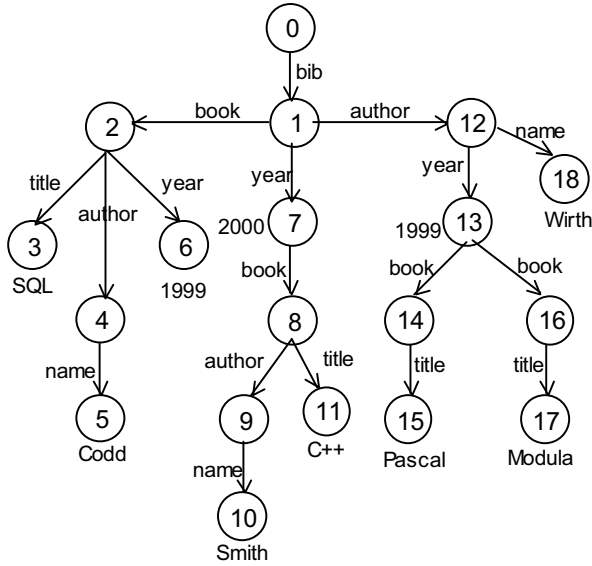 0
bib
book
author
2
1
12
name
title
author
year
year
year
18
Wirth
3
6
2000
7
1999
13
SQL
1999
book
book
book
4
8
14
16
name
author
title
title
title
5
9
11
15
17
Codd
C++
Pascal
Modula
name
10
Smith